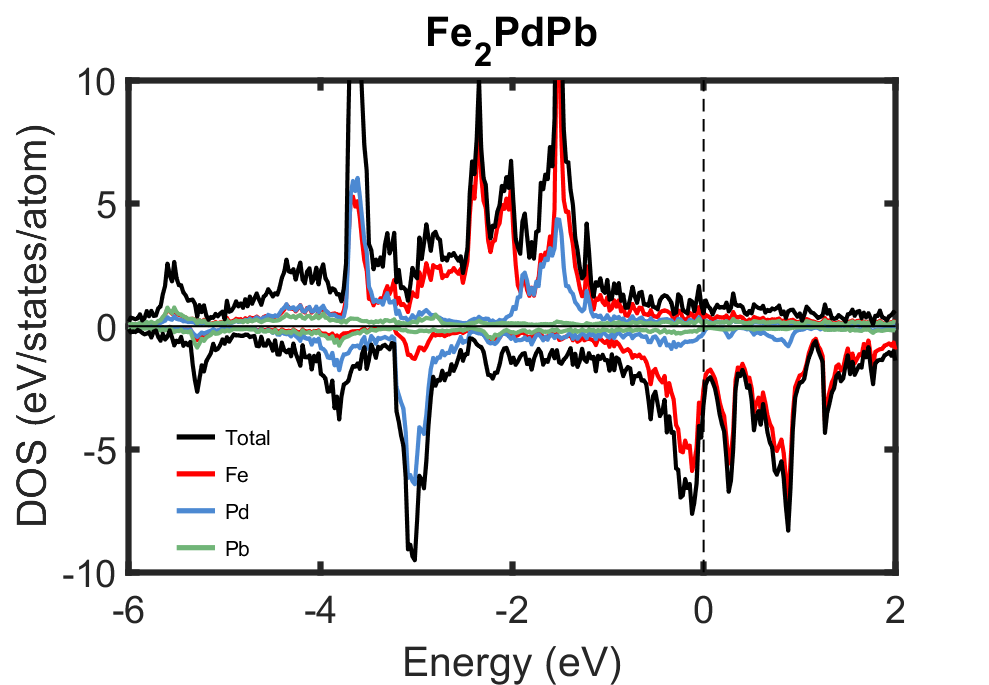 Fe₂PdPb
10
5
0
-5
-10
DOS (eV/states/atom)
Total
Fe
Pd
Pb
-6 -4 -2 0 2
Energy (eV)